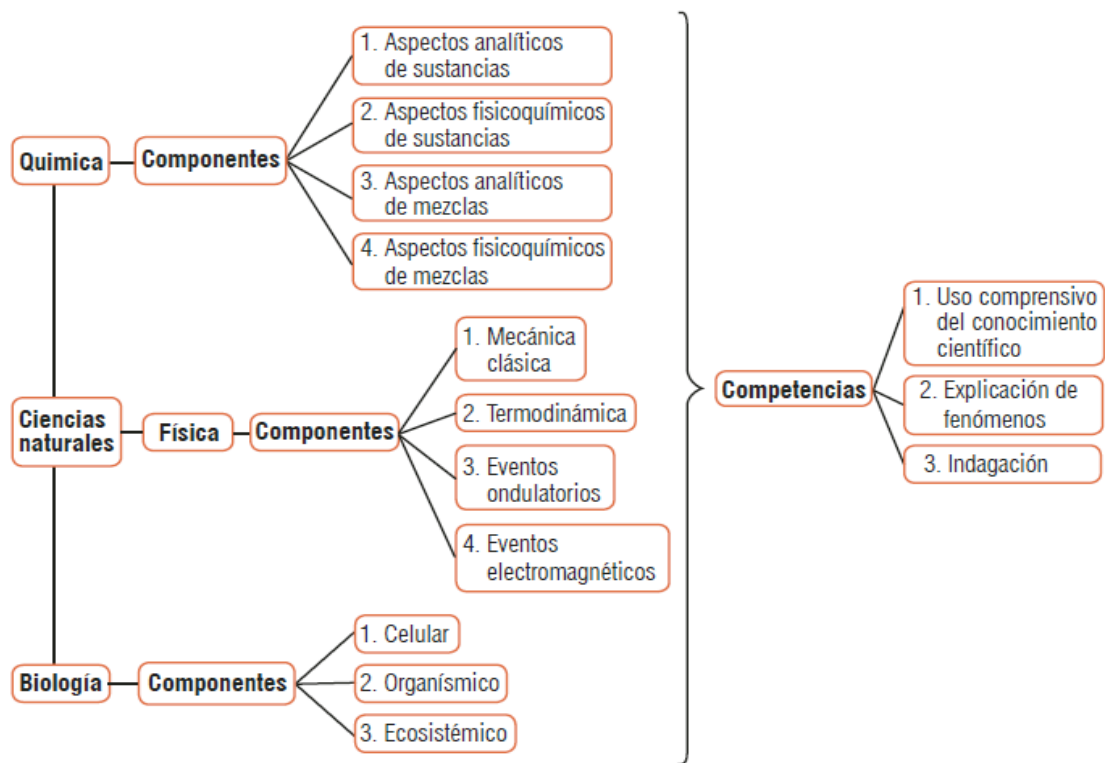 Quimica
Componentes
1. Aspectos analíticos
de sustancias
2. Aspectos fisicoquímicos
de sustancias
3. Aspectos analíticos
de mezclas
4. Aspectos fisicoquímicos
de mezclas
Ciencias
naturales
Física
Componentes
1. Mecánica
clásica
2. Termodinámica
3. Eventos
ondulatorios
4. Eventos
electromagnéticos
Biología
Componentes
1. Celular
2. Organísmico
3. Ecosistémico
Competencias
1. Uso comprensivo
del conocimiento
científico
2. Explicación de
fenómenos
3. Indagación